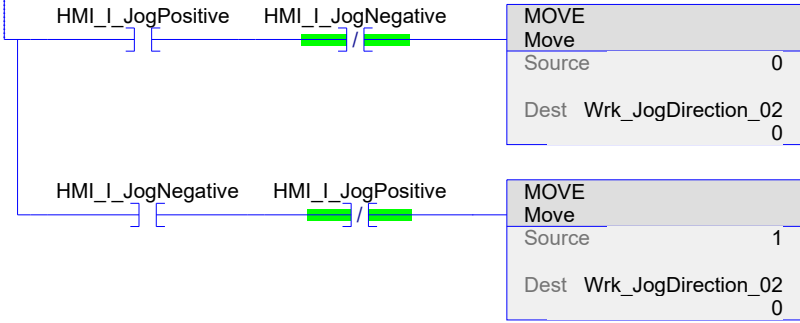 HMI_I_JogPositive HMI_I_JogNegative MOVE
Move
Source 0
Dest Wrk_JogDirection_02
0
HMI_I_JogNegative HMI_I_JogPositive MOVE
Move
Source 1
Dest Wrk_JogDirection_02
0